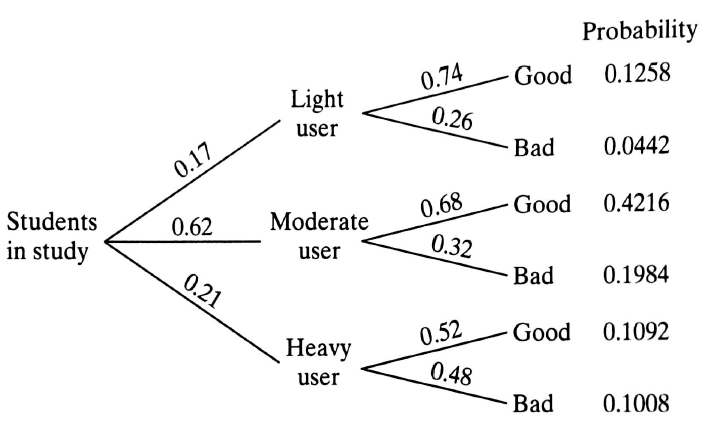 Probability
0.74 Good 0.1258
Light
user
0.26 Bad 0.0442
0.17
0.68 Good 0.4216
Students
in study
0.62
Moderate
user
0.32 Bad 0.1984
0.21
0.52 Good 0.1092
Heavy
user
0.48 Bad 0.1008